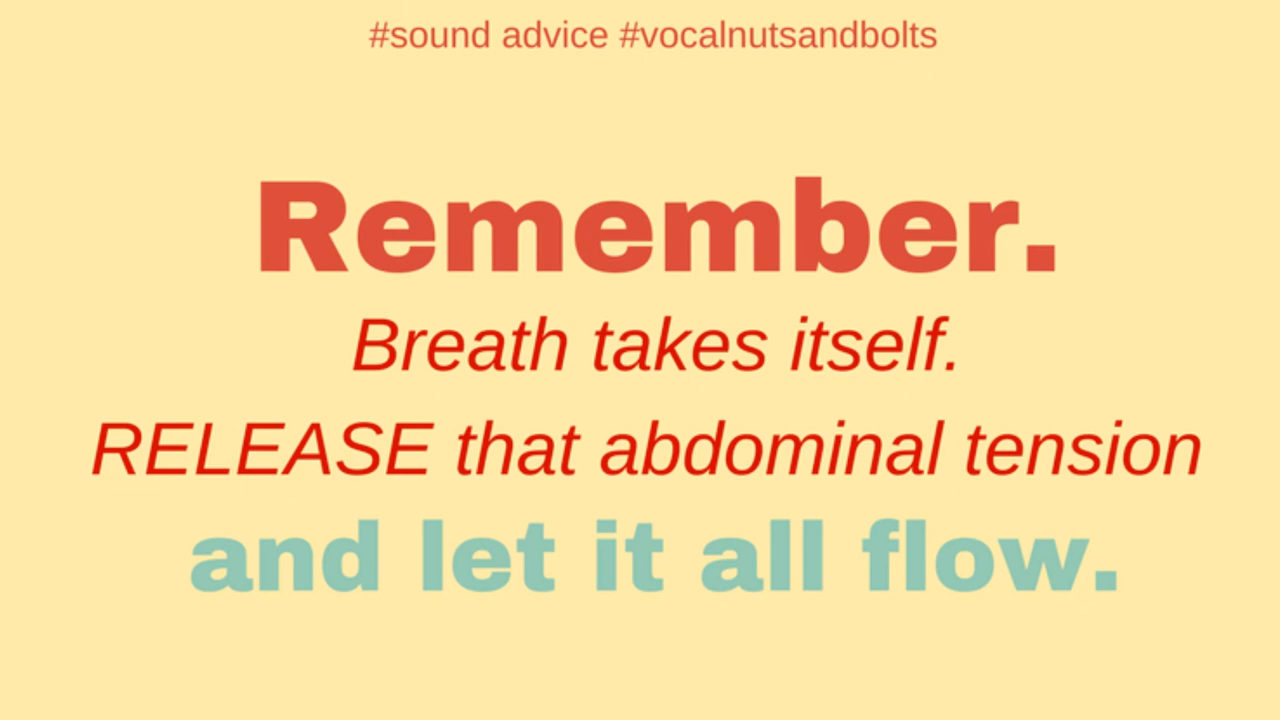 #sound advice #vocalnutsandbolts
Remember.
Breath takes itself.
RELEASE that abdominal tension
and let it all flow.